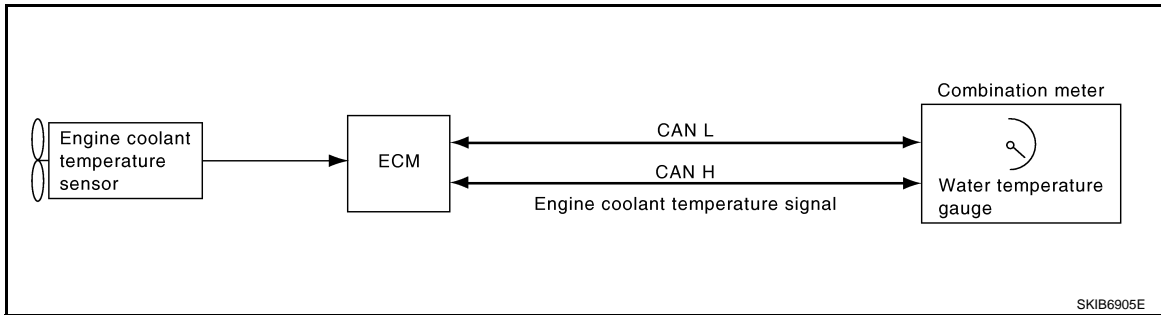 Engine coolant
temperature
sensor
ECM
CAN L
CAN H
Engine coolant temperature signal
Combination meter
Water temperature
gauge
SKIB6905E